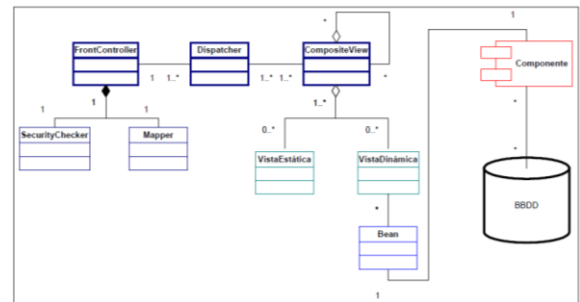 1
*
FrontController
Dispatcher
CompositeView
Componente
1
1..*
1..*
1..*
*
1
1
1
1..*
*
SecurityChecker
Mapper
0..*
0..*
VistaEstática
VistaDinámica
*
BBDD
*
Bean
1